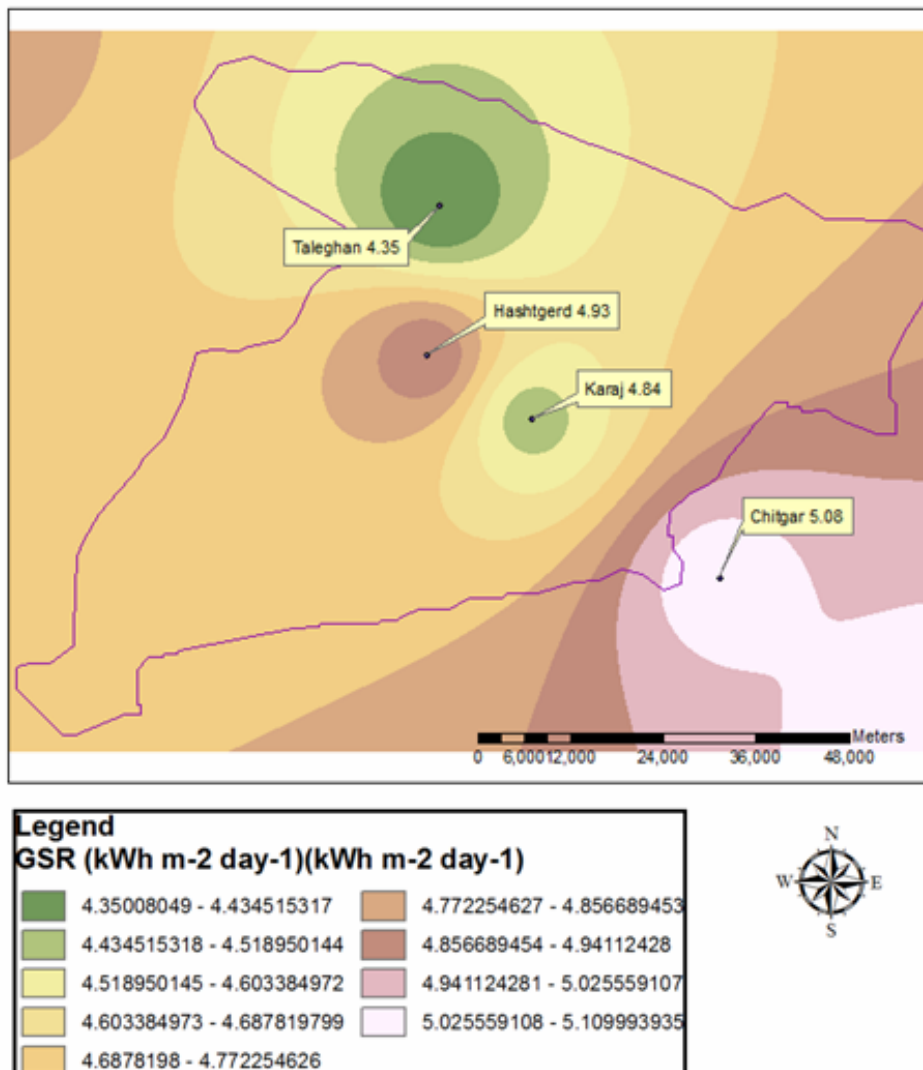 Taleghan 4.35
Hashtgerd 4.93
Karaj 4.84
Chitgar 5.08
Meters
0 6,00012,000 24,000 36,000 48,000
Legend
GSR (kWh m-2 day-1)(kWh m-2 day-1)
4.35008049 - 4.434515317
4.434515318 - 4.518950144
4.518950145 - 4.603384972
4.603384973 - 4.687819799
4.6878198 - 4.772254626
4.772254627 - 4.856689453
4.856689454 - 4.94112428
4.941124281 - 5.025559107
5.025559108 - 5.109993935
N
W E
S